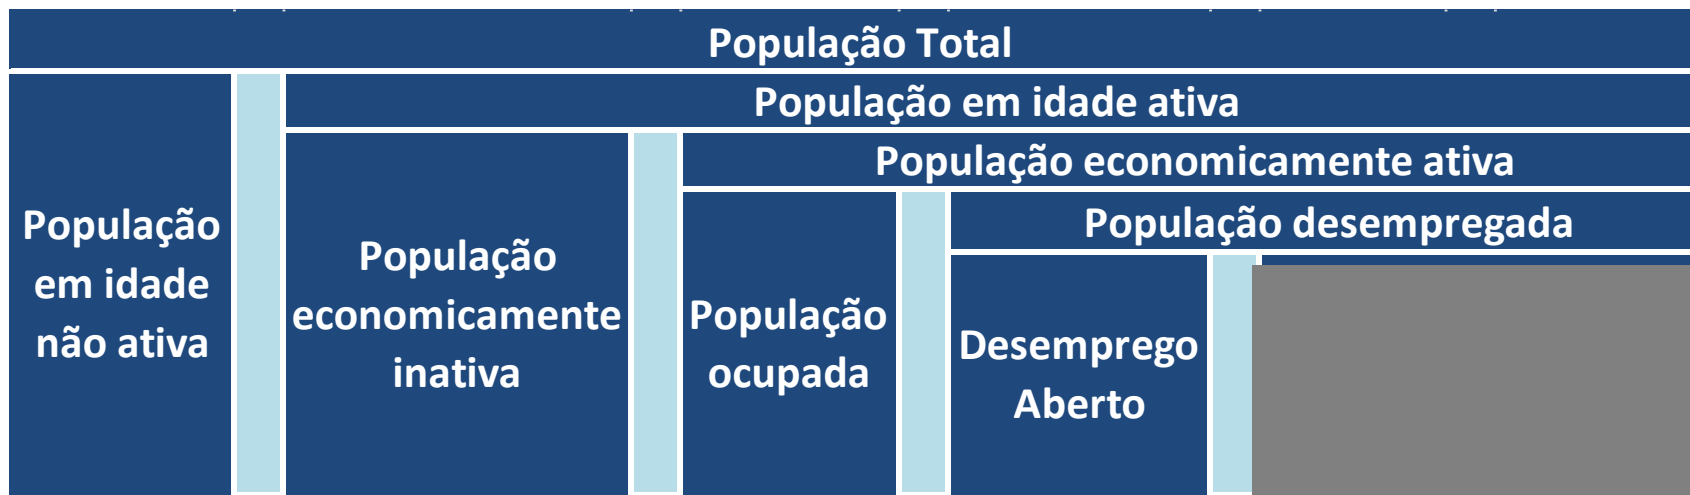 População Total
População em idade ativa
População economicamente ativa
População desempregada
População
em idade
não ativa
População
economicamente
inativa
População
ocupada
Desemprego
Aberto